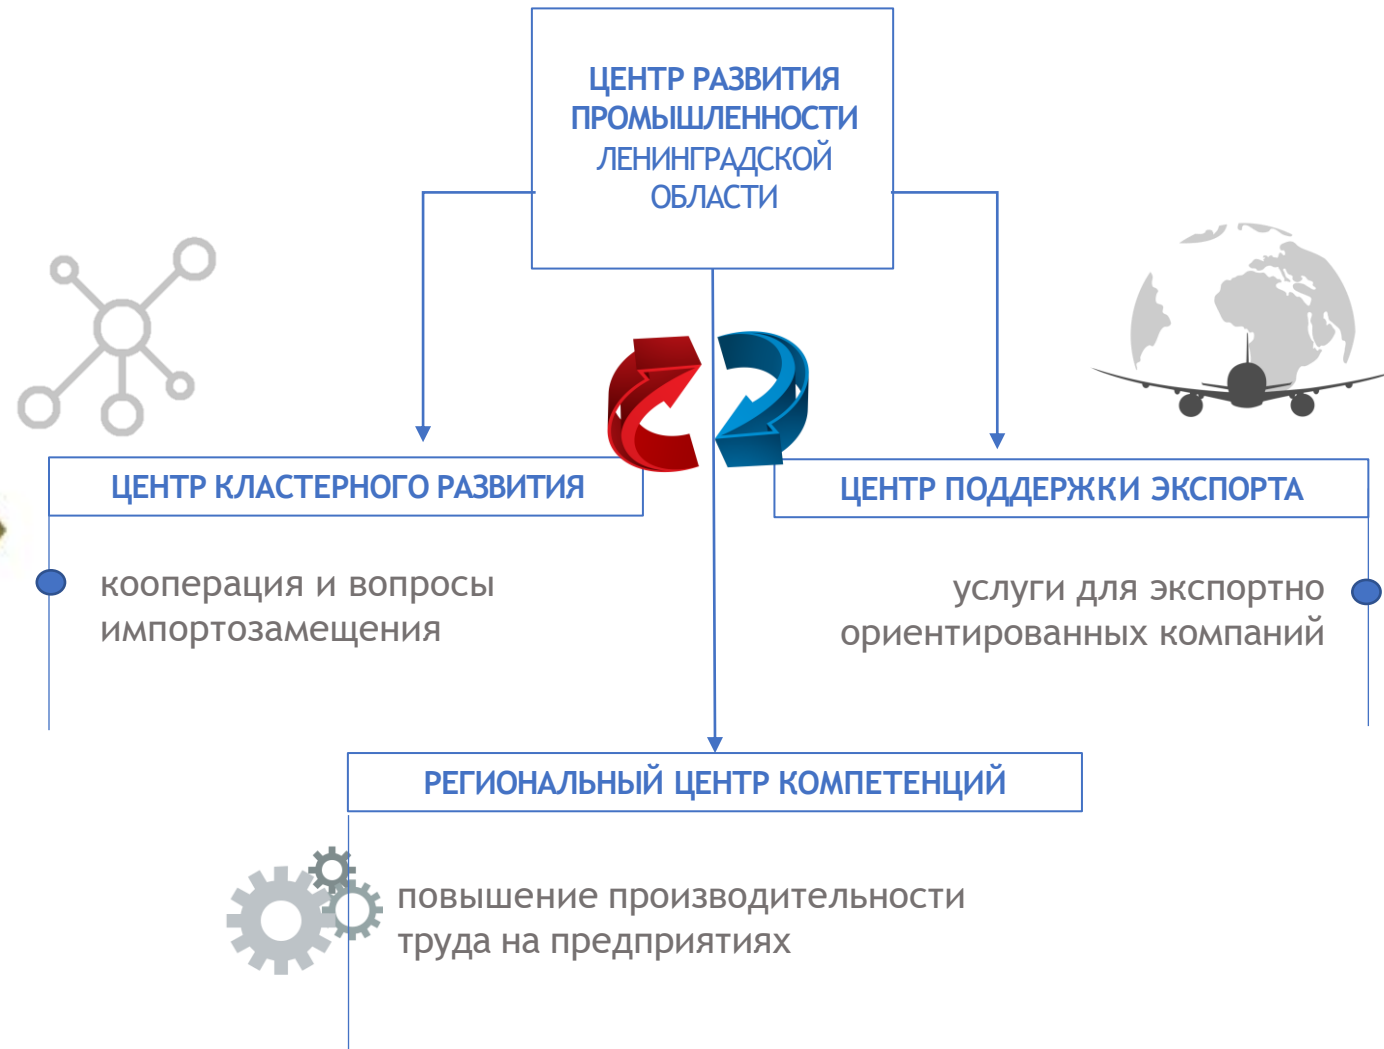 ЦЕНТР РАЗВИТИЯ
ПРОМЫШЛЕННОСТИ
ЛЕНИНГРАДСКОЙ
ОБЛАСТИ
ЦЕНТР КЛАСТЕРНОГО РАЗВИТИЯ
кооперация и вопросы
импортозамещения
ЦЕНТР ПОДДЕРЖКИ ЭКСПОРТА
услуги для экспортно
ориентированных компаний
РЕГИОНАЛЬНЫЙ ЦЕНТР КОМПЕТЕНЦИЙ
повышение производительности
труда на предприятиях